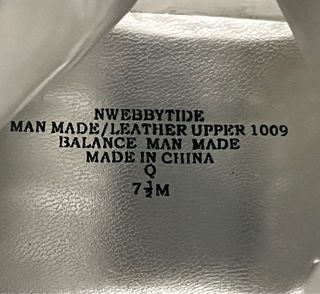 NWEBBYTIDE
MAN MADE/LEATHER UPPER 1009
BALANCE MAN MADE
MADE IN CHINA
Q
7½M